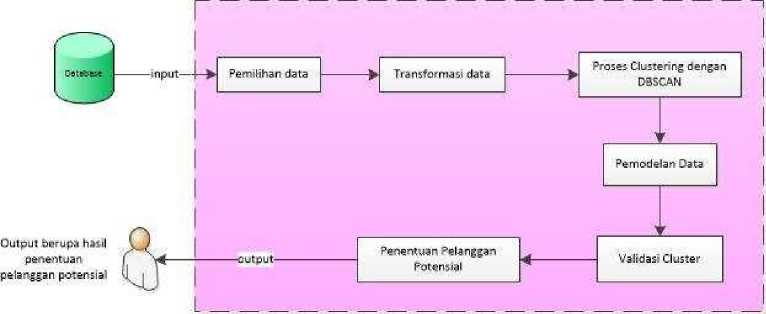 Database
input
Pemilihan data
Transformasi data
Proses Clustering dengan
DBSCAN
Pemodelan Data
Validasi Cluster
Penentuan Pelanggan
Potensial
output
Output berupa hasil
penentuan
pelanggan potensial